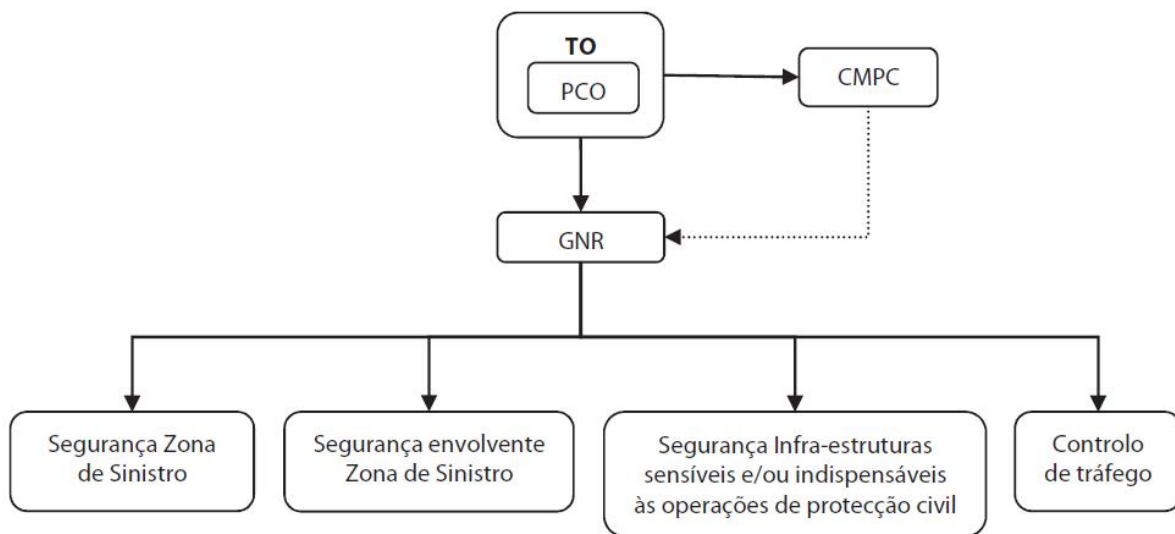 TO
PCO
CMPC
GNR
Segurança Zona
de Sinistro
Segurança envolvente
Zona de Sinistro
Segurança Infra-estruturas
sensíveis e/ou indispensáveis
às operações de protecção civil
Controlo
de tráfego